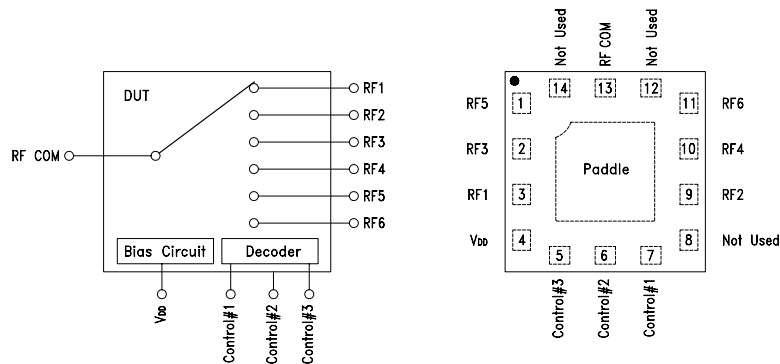 DUT
RF COM
RF1
RF2
RF3
RF4
RF5
RF6
Bias Circuit
Decoder
VDD
Control#1
Control#2
Control#3
Not Used
RF COM
Not Used
14
13
12
RF5
1
11
RF6
RF3
2
Paddle
10
RF4
RF1
3
9
RF2
VDD
4
8
Not Used
5
6
7
Control#3
Control#2
Control#1